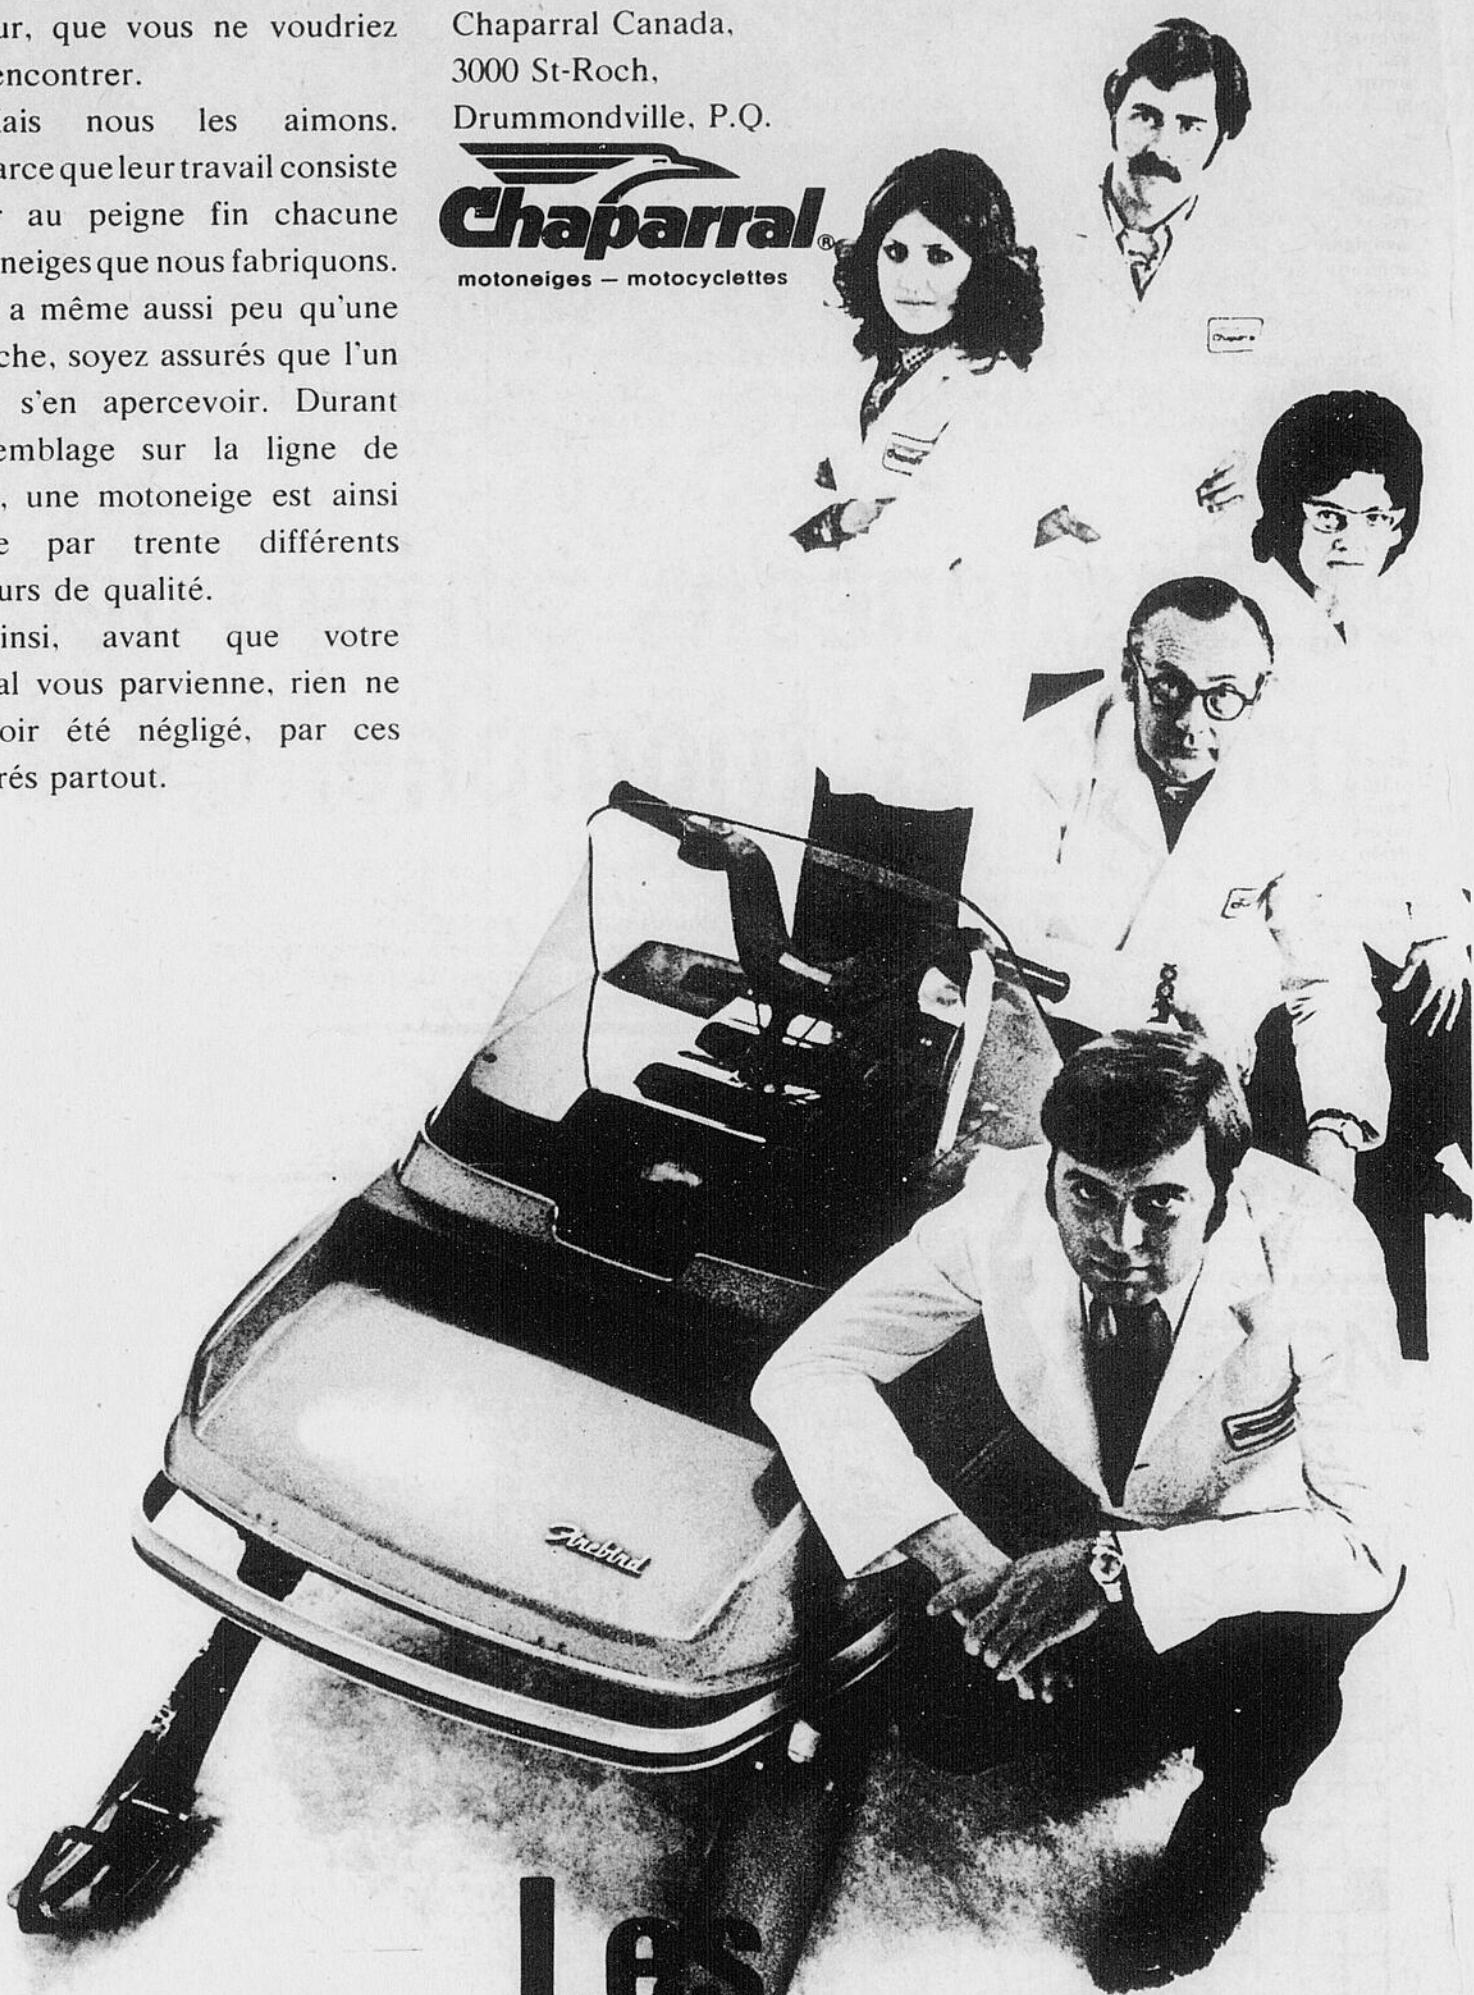 ur, que vous ne voudriez
encontrer.
ais nous les aimons.
arce que leur travail consiste
r au peigne fin chacune
neiges que nous fabriquons.
a même aussi peu qu'une
che, soyez assurés que l'un
s'en apercevoir. Durant
emblage sur la ligne de
, une motoneige est ainsi
e par trente différents
urs de qualité.
insi, avant que votre
al vous parvienne, rien ne
oir été négligé, par ces
rés partout.
Chaparral Canada,
3000 St-Roch,
Drummondville, P.Q.
Chaparral®
motoneiges — motocyclettes
Firebird
Les